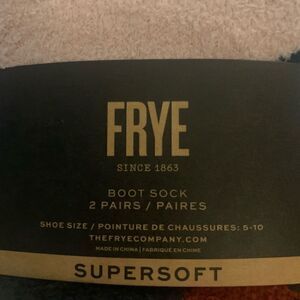 FRYE
SINCE 1863
BOOT SOCK
2 PAIRS / PAIRES
SHOE SIZE / POINTURE DE CHAUSSURES: 5-10
THEFRYECOMPANY.COM
MADE IN CHINA | FABRIQUÉ EN CHINE
SUPERSOFT